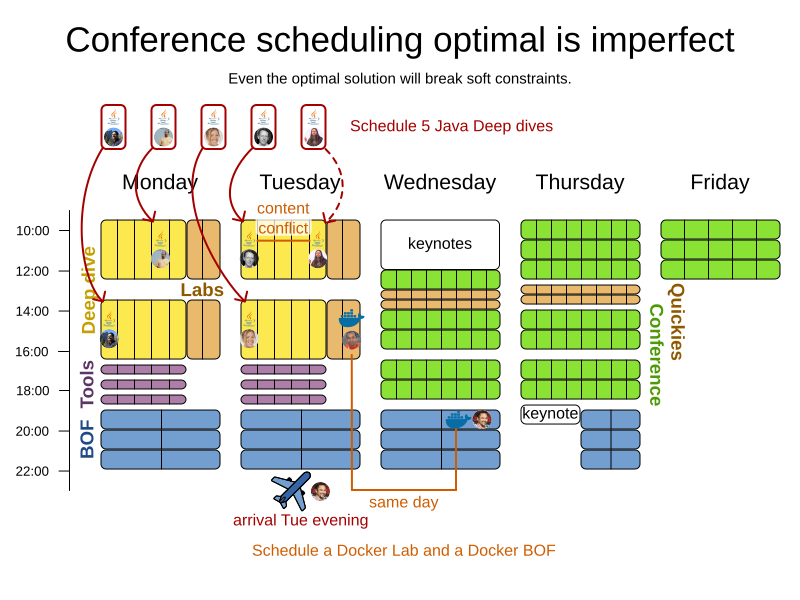 Conference scheduling optimal is imperfect
Even the optimal solution will break soft constraints.
Schedule 5 Java Deep dives
Monday
Tuesday
Wednesday
Thursday
Friday
content
conflict
10:00
12:00
14:00
16:00
18:00
20:00
22:00
Deep dive
Labs
Tools
BOF
keynotes
keynote
Quickies
Conference
same day
arrival Tue evening
Schedule a Docker Lab and a Docker BOF